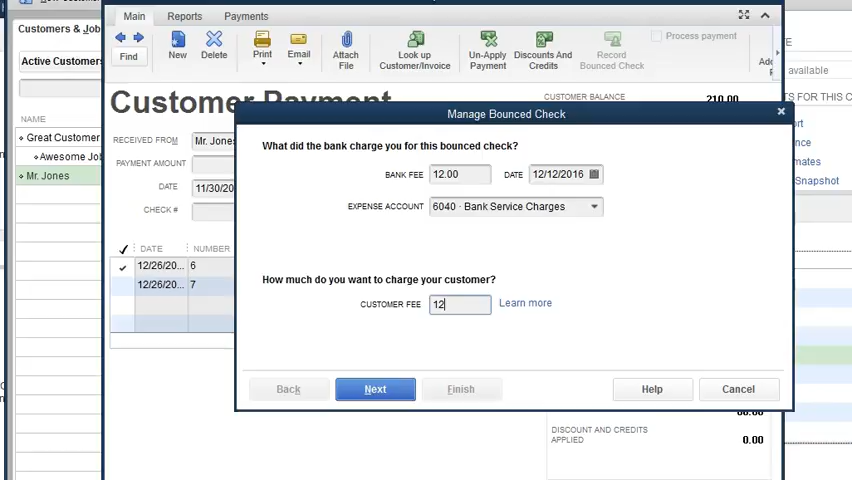 Main
Reports
Payments
Customers & Job
Active Customers
NAME
Great Customer
Awesome Job
Mr. Jones
Find
New
Delete
Print
Email
Attach
File
Look up
Customer/Invoice
Un-Apply
Payment
Discounts And
Credits
Record
Bounced Check
Process payment
Add
available
Customer Payment
CUSTOMER BALANCE
210.00
RECEIVED FROM
Mr. Jones
PAYMENT AMOUNT
DATE
11/30/20
CHECK #
DATE
NUMBER
12/26/20...
6
12/26/20...
7
Manage Bounced Check
What did the bank charge you for this bounced check?
BANK FEE
12.00
DATE
12/12/2016
EXPENSE ACCOUNT
6040 · Bank Service Charges
How much do you want to charge your customer?
CUSTOMER FEE
12
Learn more
Back
Next
Finish
Help
Cancel
TS FOR THIS C
ort
nce
mates
Snapshot
DISCOUNT AND CREDITS
APPLIED
0.00